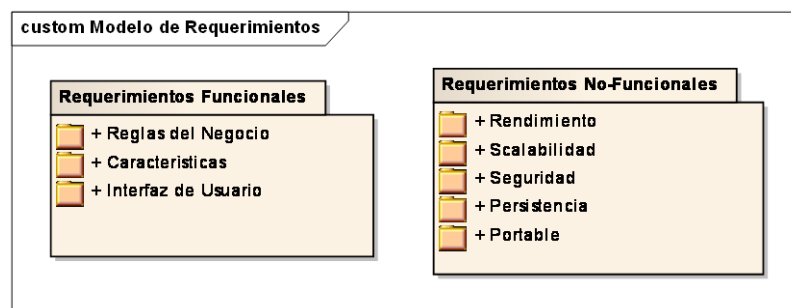 custom Modelo de Requerimientos
Requerimientos Funcionales
+ Reglas del Negocio
+ Caracteristicas
+ Interfaz de Usuario
Requerimientos No-Funcionales
+ Rendimiento
+ Scalabilidad
+ Seguridad
+ Persistencia
+ Portable